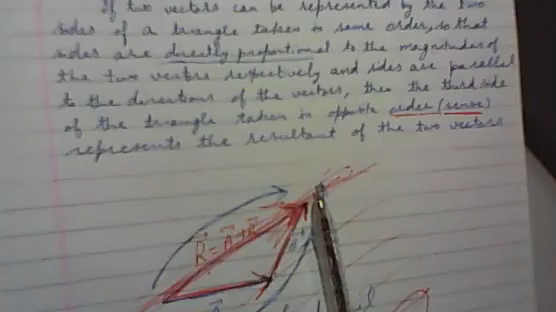 If two vectors can be represented by the two
sides of a triangle taken in same order, so that
sides are directly proportional to the magnitudes of
the two vectors respectively and sides are parallel
to the directions of the vectors, then the third side
of the triangle taken in opposite order (sense)
represents the resultant of the two vectors
R = A + B